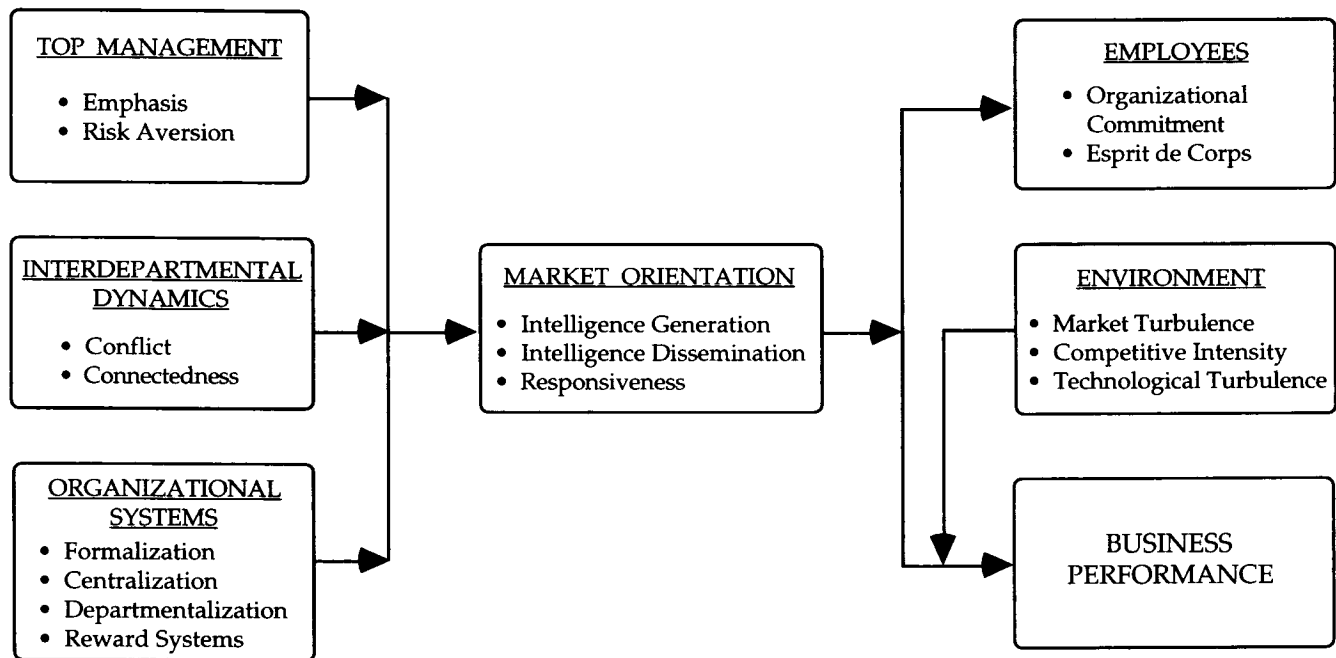 TOP MANAGEMENT
• Emphasis
• Risk Aversion
INTERDEPARTMENTAL
DYNAMICS
• Conflict
• Connectedness
ORGANIZATIONAL
SYSTEMS
• Formalization
• Centralization
• Departmentalization
• Reward Systems
MARKET ORIENTATION
• Intelligence Generation
• Intelligence Dissemination
• Responsiveness
EMPLOYEES
• Organizational
Commitment
• Esprit de Corps
ENVIRONMENT
• Market Turbulence
• Competitive Intensity
• Technological Turbulence
BUSINESS
PERFORMANCE